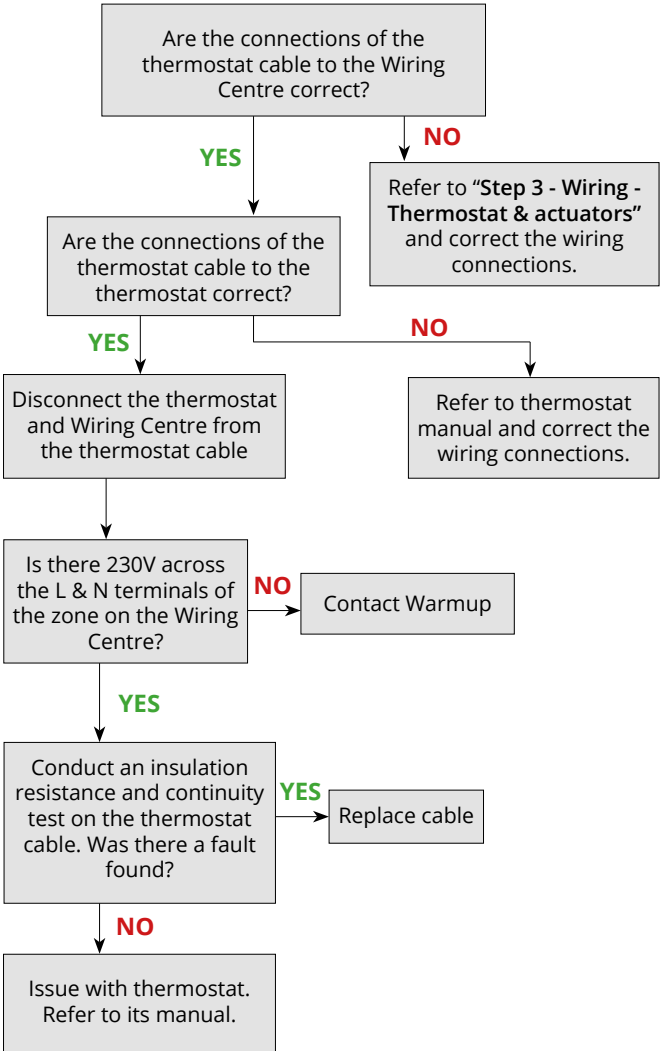 Are the connections of the
thermostat cable to the Wiring
Centre correct?
YES
NO
Refer to “Step 3 - Wiring -
Thermostat & actuators”
and correct the wiring
connections.
Are the connections of the
thermostat cable to the
thermostat correct?
YES
NO
Disconnect the thermostat
and Wiring Centre from
the thermostat cable
Refer to thermostat
manual and correct the
wiring connections.
Is there 230V across
the L & N terminals of
the zone on the Wiring
Centre?
NO
Contact Warmup
YES
Conduct an insulation
resistance and continuity
test on the thermostat
cable. Was there a fault
found?
YES
Replace cable
NO
Issue with thermostat.
Refer to its manual.